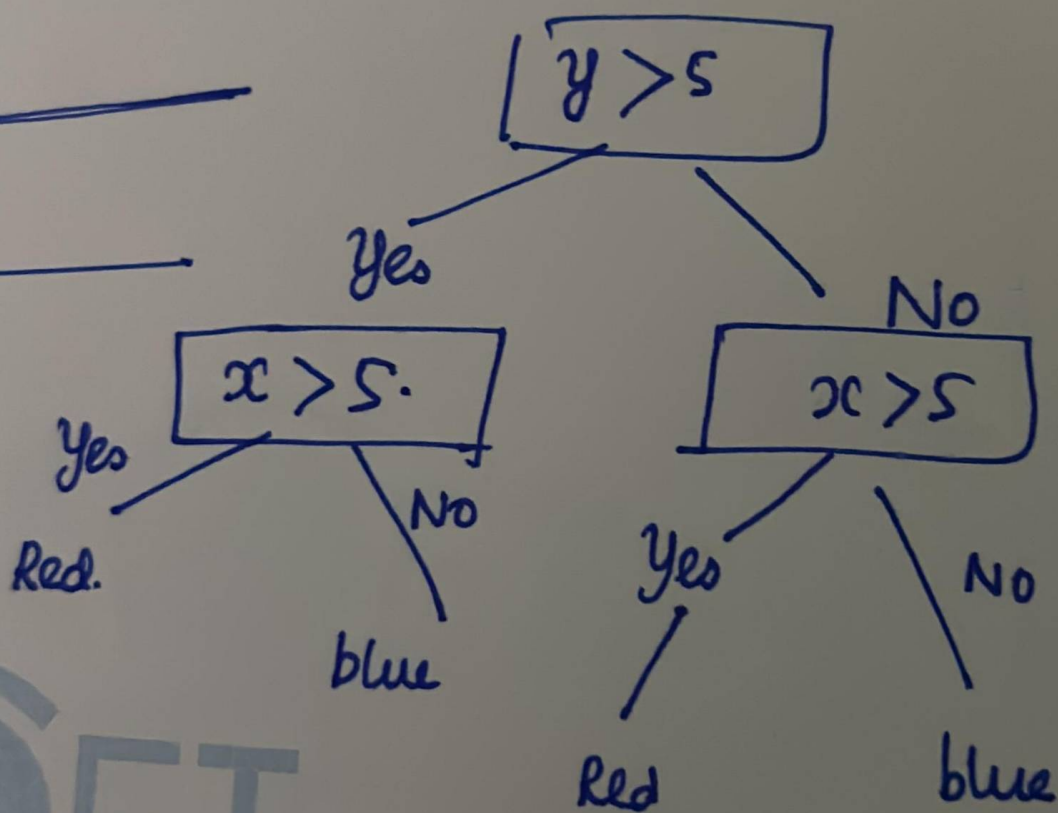 y > 5
Yes
No
x > 5.
x > 5
Yes
No
Yes
No
Red.
blue
Red
blue